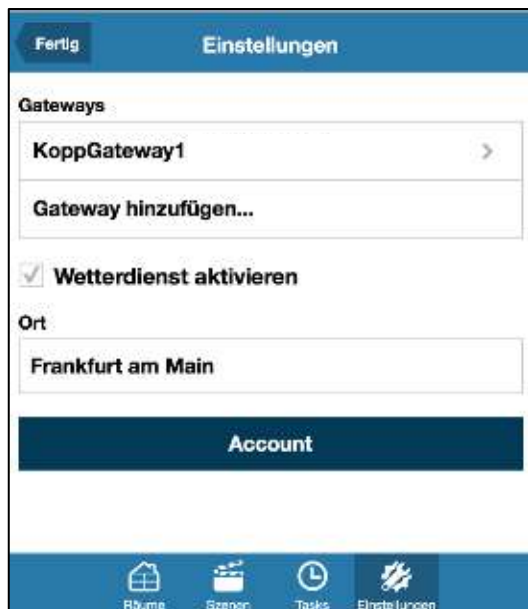 Fertig
Einstellungen
Gateways
KoppGateway1
Gateway hinzufügen...
Wetterdienst aktivieren
Ort
Frankfurt am Main
Account
Räume
Szenen
Tasks
Einstellungen